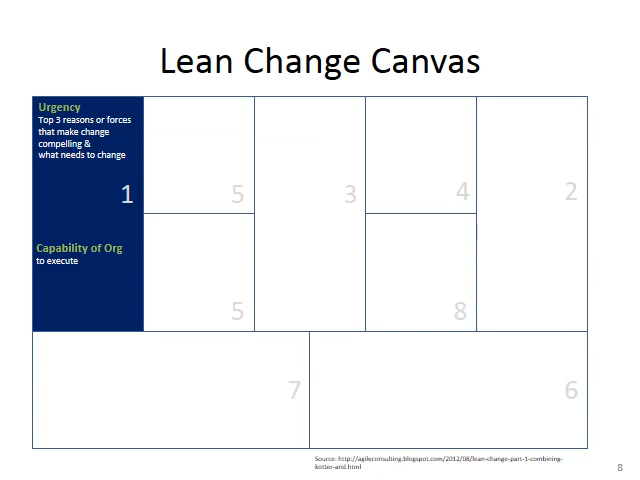 Lean Change Canvas
Urgency
Top 3 reasons or forces
that make change
compelling &
what needs to change
1
5
3
4
2
Capability of Org
to execute
5
8
7
6
Source: http://agileconsulting.blogspot.com/2012/08/lean-change-part-1-combining-
kotter-and.html
8